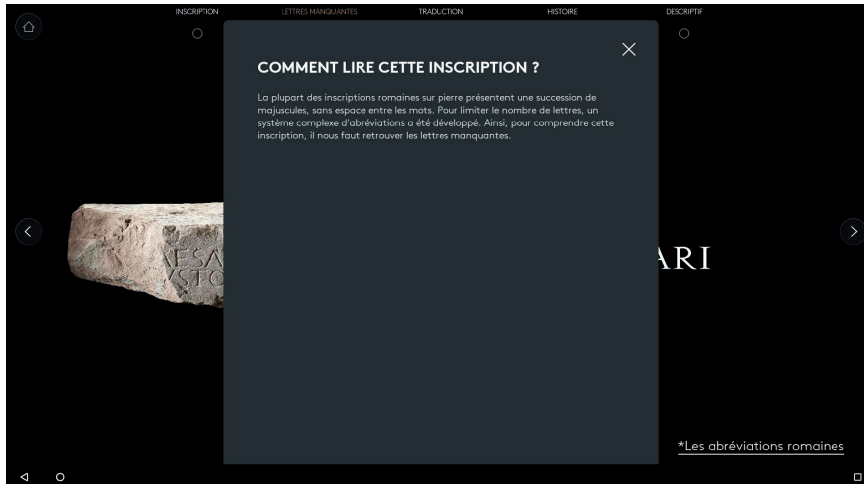 INSCRIPTION
LETTRES MANQUANTES
TRADUCTION
HISTOIRE
DESCRIPTIF
COMMENT LIRE CETTE INSCRIPTION ?
La plupart des inscriptions romaines sur pierre présentent une succession de
majuscules, sans espace entre les mots. Pour limiter le nombre de lettres, un
système complexe d'abréviations a été développé. Ainsi, pour comprendre cette
inscription, il nous faut retrouver les lettres manquantes.
AESA
VSTO
ARI
*Les abréviations romaines